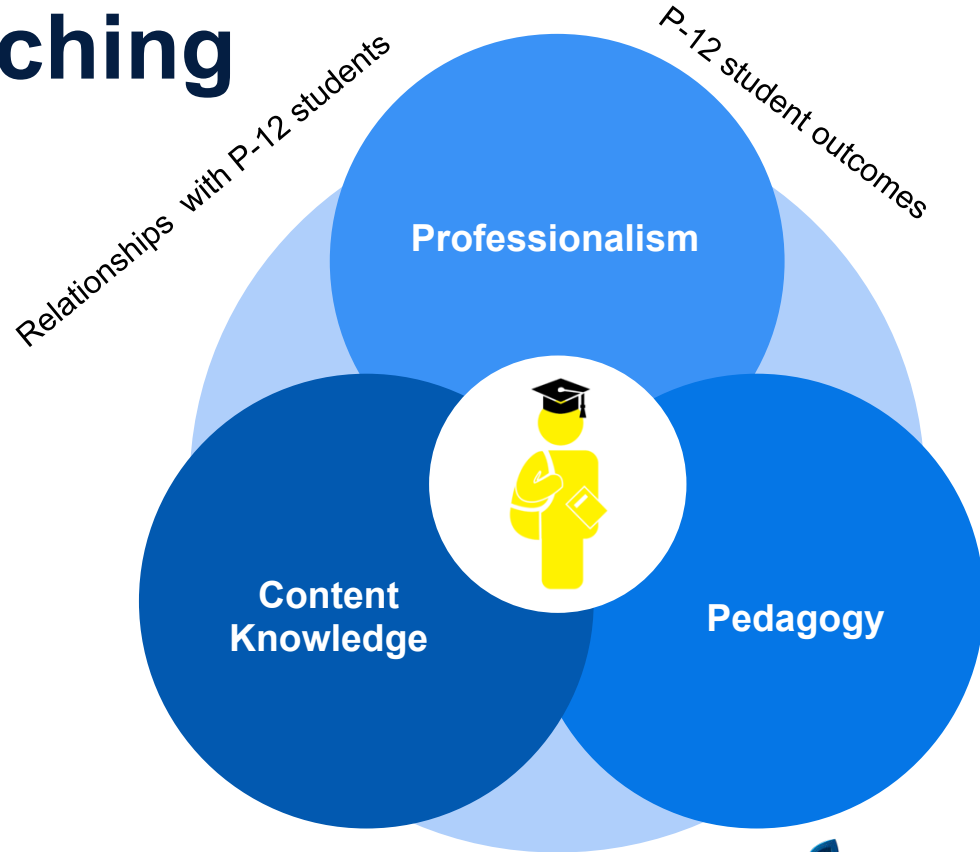 ching
Relationships with P-12 students
P-12 student outcomes
Professionalism
Content
Knowledge
Pedagogy